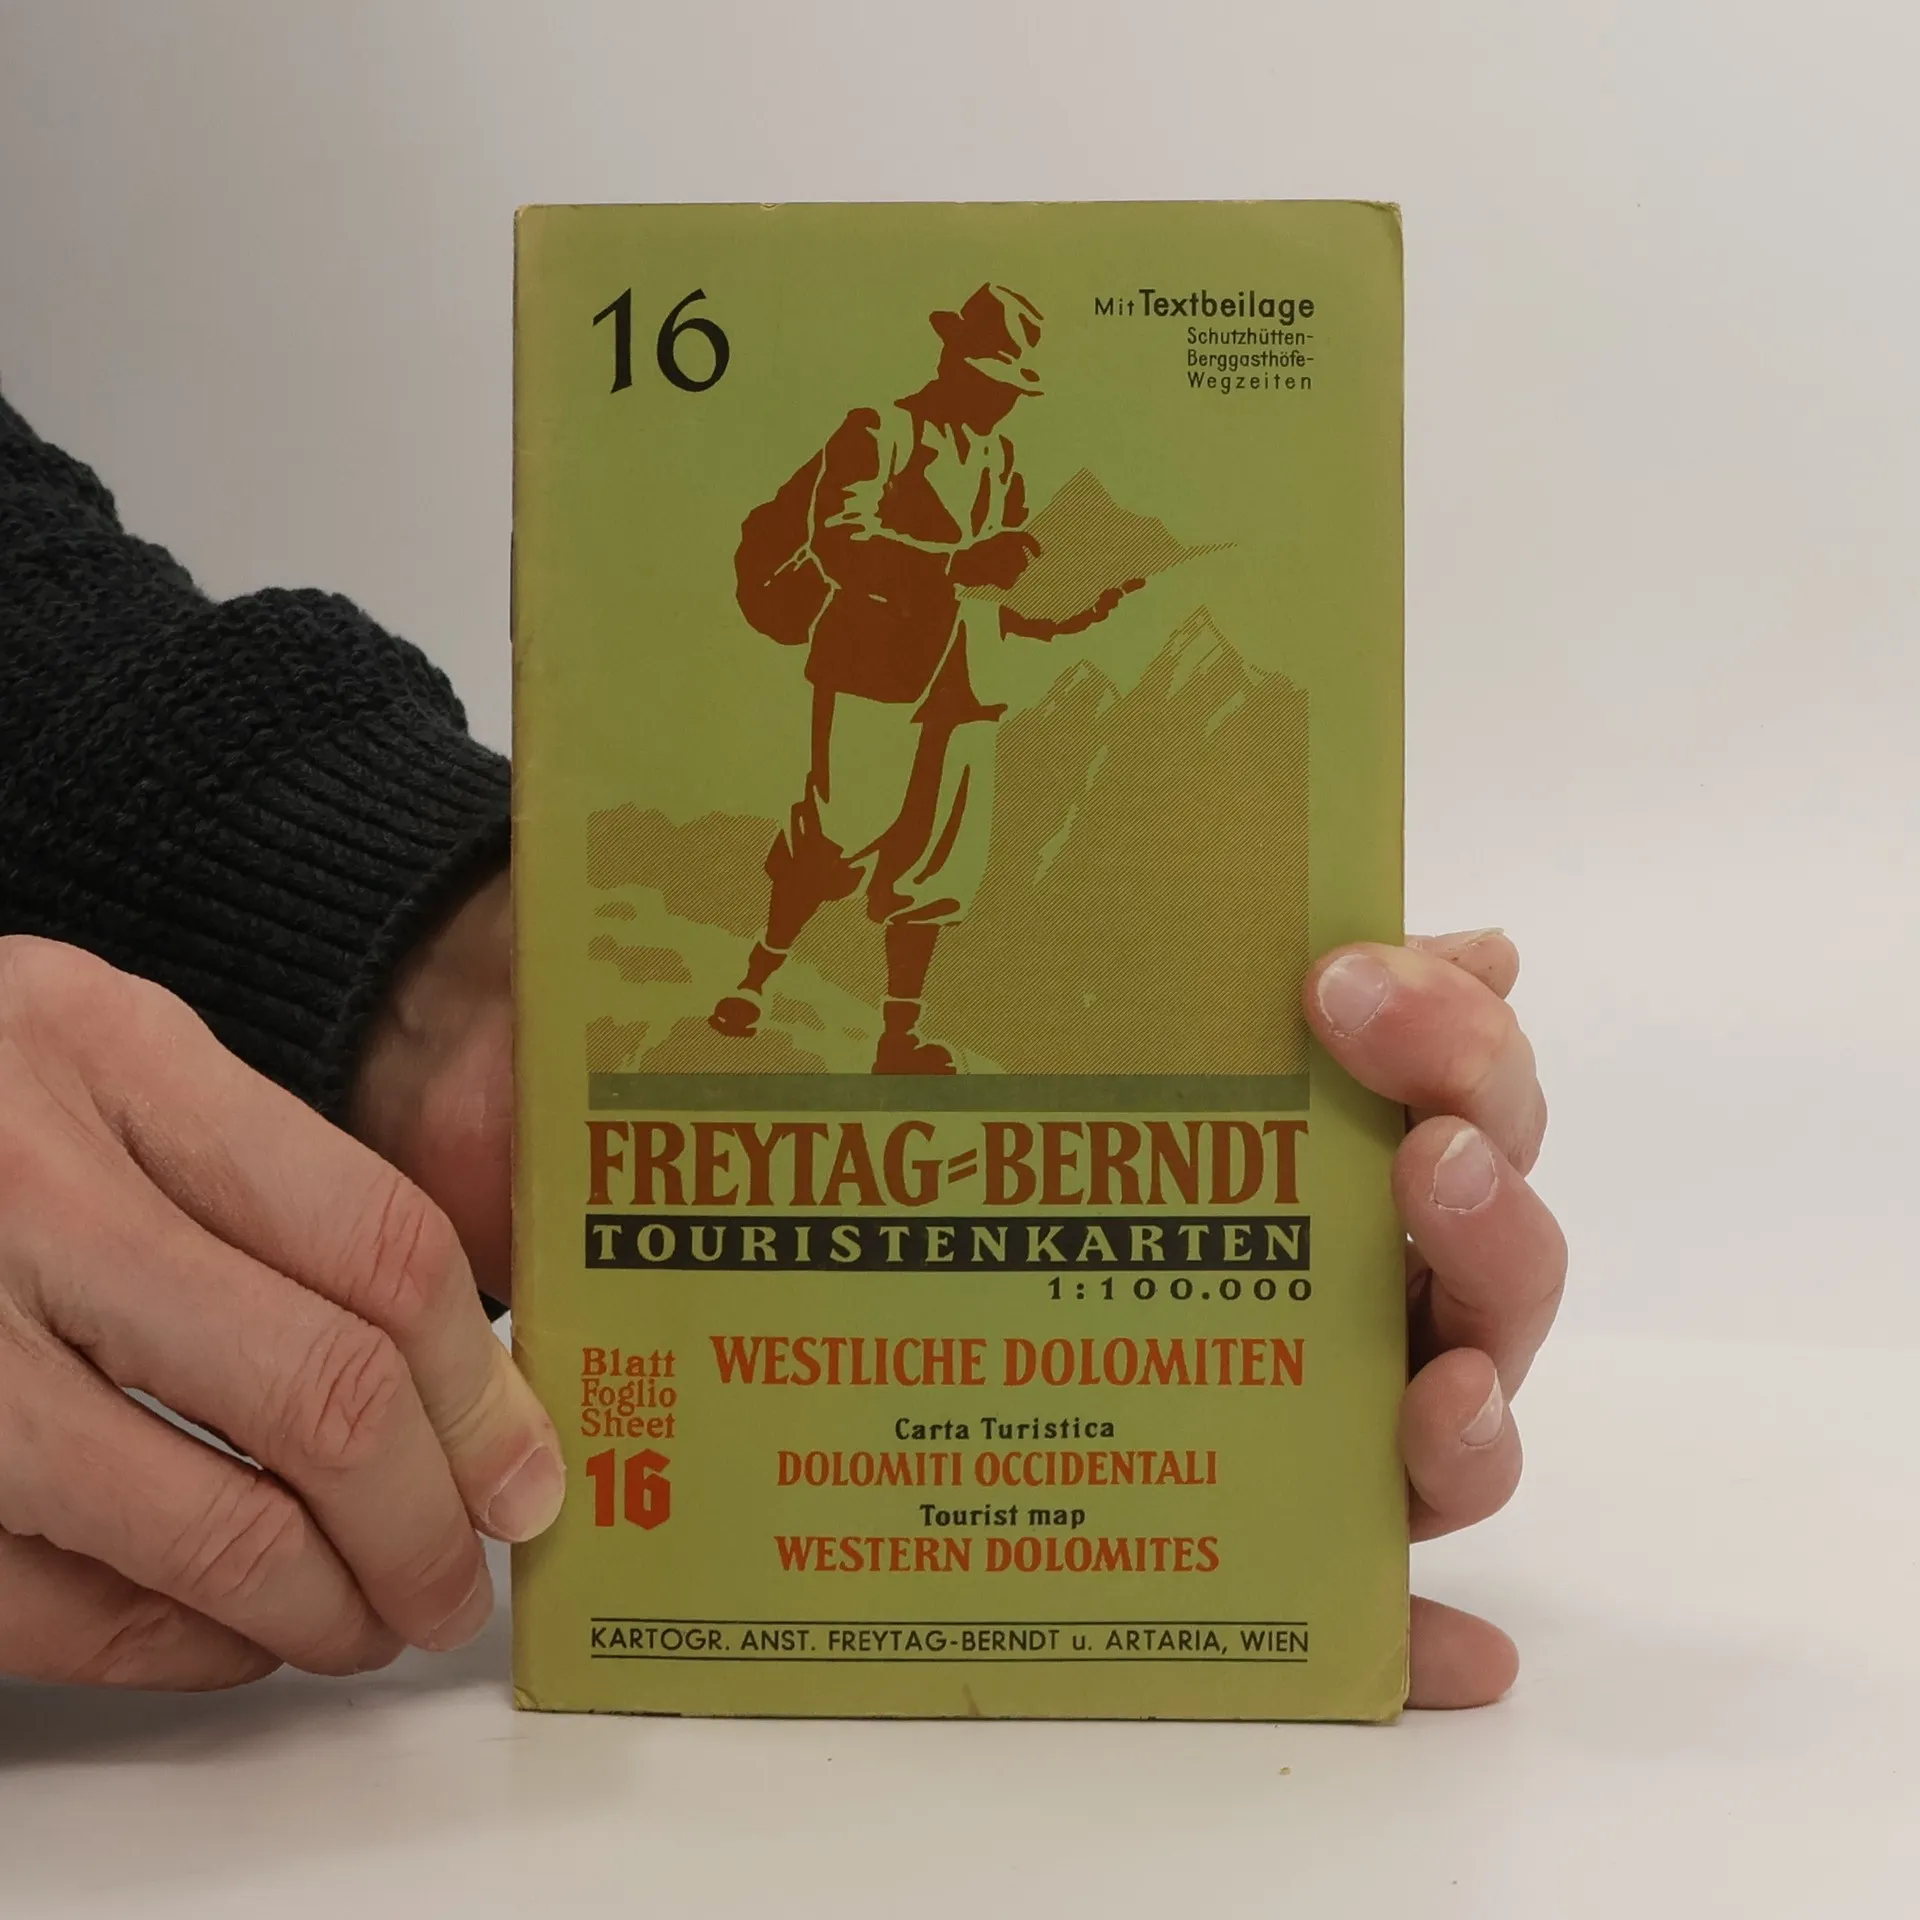 16
Mit Textbeilage
Schutzhütten-
Berggasthöfe-
Wegzeiten
FREYTAG=BERNDT
TOURISTENKARTEN
1:100.000
Blatt
Foglio
Sheet
16
WESTLICHE DOLOMITEN
Carta Turistica
DOLOMITI OCCIDENTALI
Tourist map
WESTERN DOLOMITES
KARTOGR. ANST. FREYTAG-BERNDT u. ARTARIA, WIEN